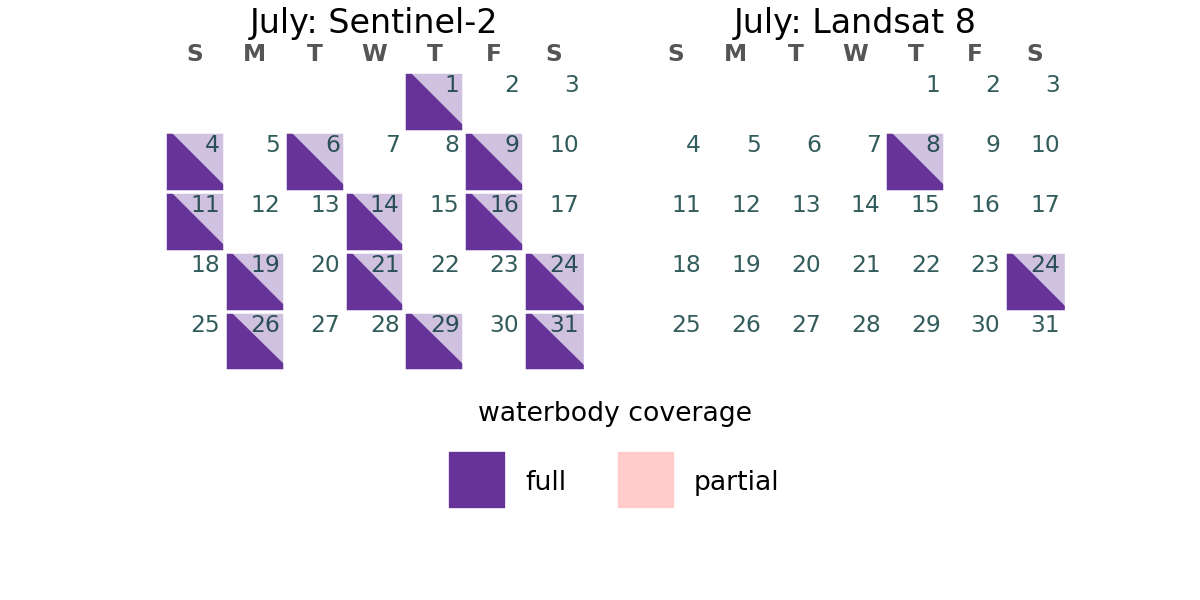 July: Sentinel-2
S M T W T F S
1 2 3
4 5 6 7 8 9 10
11 12 13 14 15 16 17
18 19 20 21 22 23 24
25 26 27 28 29 30 31
July: Landsat 8
S M T W T F S
1 2 3
4 5 6 7 8 9 10
11 12 13 14 15 16 17
18 19 20 21 22 23 24
25 26 27 28 29 30 31
waterbody coverage
full
partial